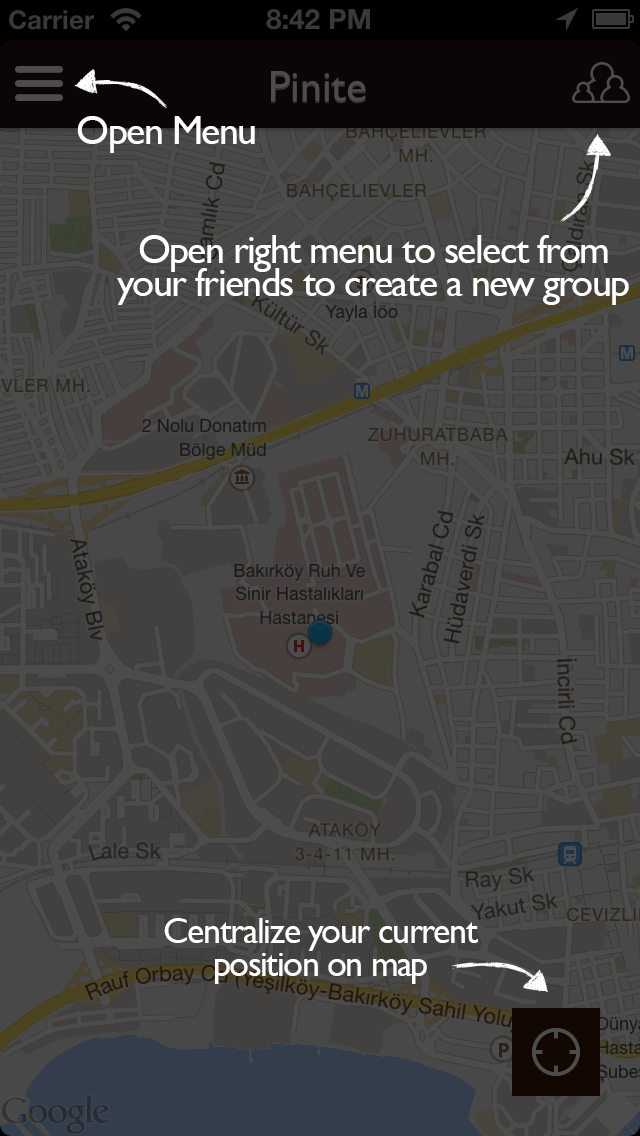 Carrier 8:42 PM
Pinite
Open Menu
BAHÇELIEVLER
MH.
BAHÇELIEVLER
Open right menu to select from
your friends to create a new group
Kültür Sk
Yayla İöo
M
VLER MH.
M
2 Nolu Donatım
Bölge Müd
ZUHURATBABA
MH.
Ahu Sk
Ataköy Blv
Karabal Cd
Hüdaverdi Sk
Bakırköy Ruh Ve
Sinir Hastalıkları
Hastanesi
H
İncirli Cd
ATAKÖY
3-4-11 MH.
Lale Sk
Ray Sk
Yakut Sk
CEVIZLI
Centralize your current
position on map
Rauf Orbay Cd (Yeşilköy-Bakırköy Sahil Yolu
P
Düny
Hasta
Şubes
Google